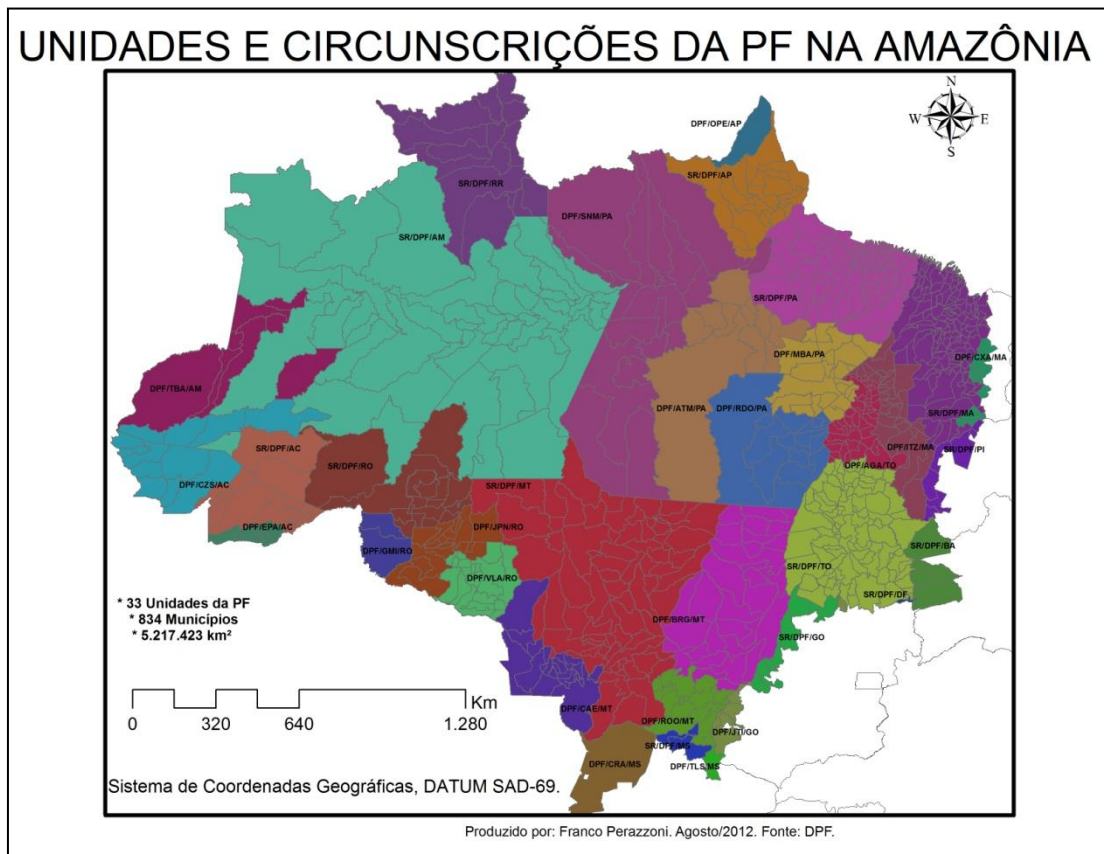 UNIDADES E CIRCUNSCRIÇÕES DA PF NA AMAZÔNIA
N
W E
S
DPF/OPE/AP
SR/DPF/AP
SR/DPF/RR
DPF/SNM/PA
SR/DPF/AM
SR/DPF/PA
DPF/MBA/PA
DPF/CXA/MA
DPF/TBA/AM
DPF/ATM/PA
DPF/RDO/PA
SR/DPF/MA
SR/DPF/AC
DPF/ITZ/MA
SR/DPF/PI
SR/DPF/RO
DPF/AGA/TO
DPF/CZS/AC
SR/DPF/MT
DPF/EPA/AC
DPF/JPN/RO
SR/DPF/BA
DPF/GMI/RO
SR/DPF/TO
DPF/VLA/RO
SR/DPF/DF
* 33 Unidades da PF
* 834 Municípios
* 5.217.423 km²
DPF/BRG/MT
SR/DPF/GO
Km
0 320 640 1.280
DPF/CAE/MT
DPF/ROO/MT
DPF/JTI/GO
SR/DPF/MS
DPF/CRA/MS
DPF/TLS/MS
Sistema de Coordenadas Geográficas, DATUM SAD-69.
Produzido por: Franco Perazzoni. Agosto/2012. Fonte: DPF.